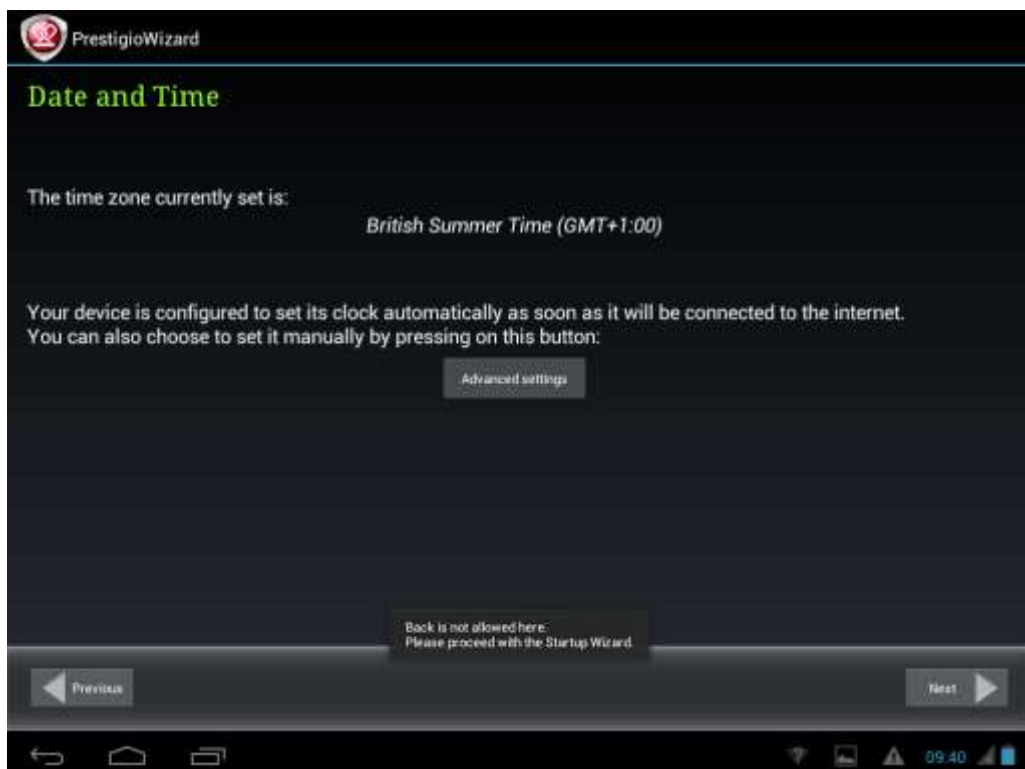 PrestigioWizard
Date and Time
The time zone currently set is:
British Summer Time (GMT+1:00)
Your device is configured to set its clock automatically as soon as it will be connected to the internet.
You can also choose to set it manually by pressing on this button:
Advanced settings
Back is not allowed here.
Please proceed with the Startup Wizard.
Previous
Next
09:40